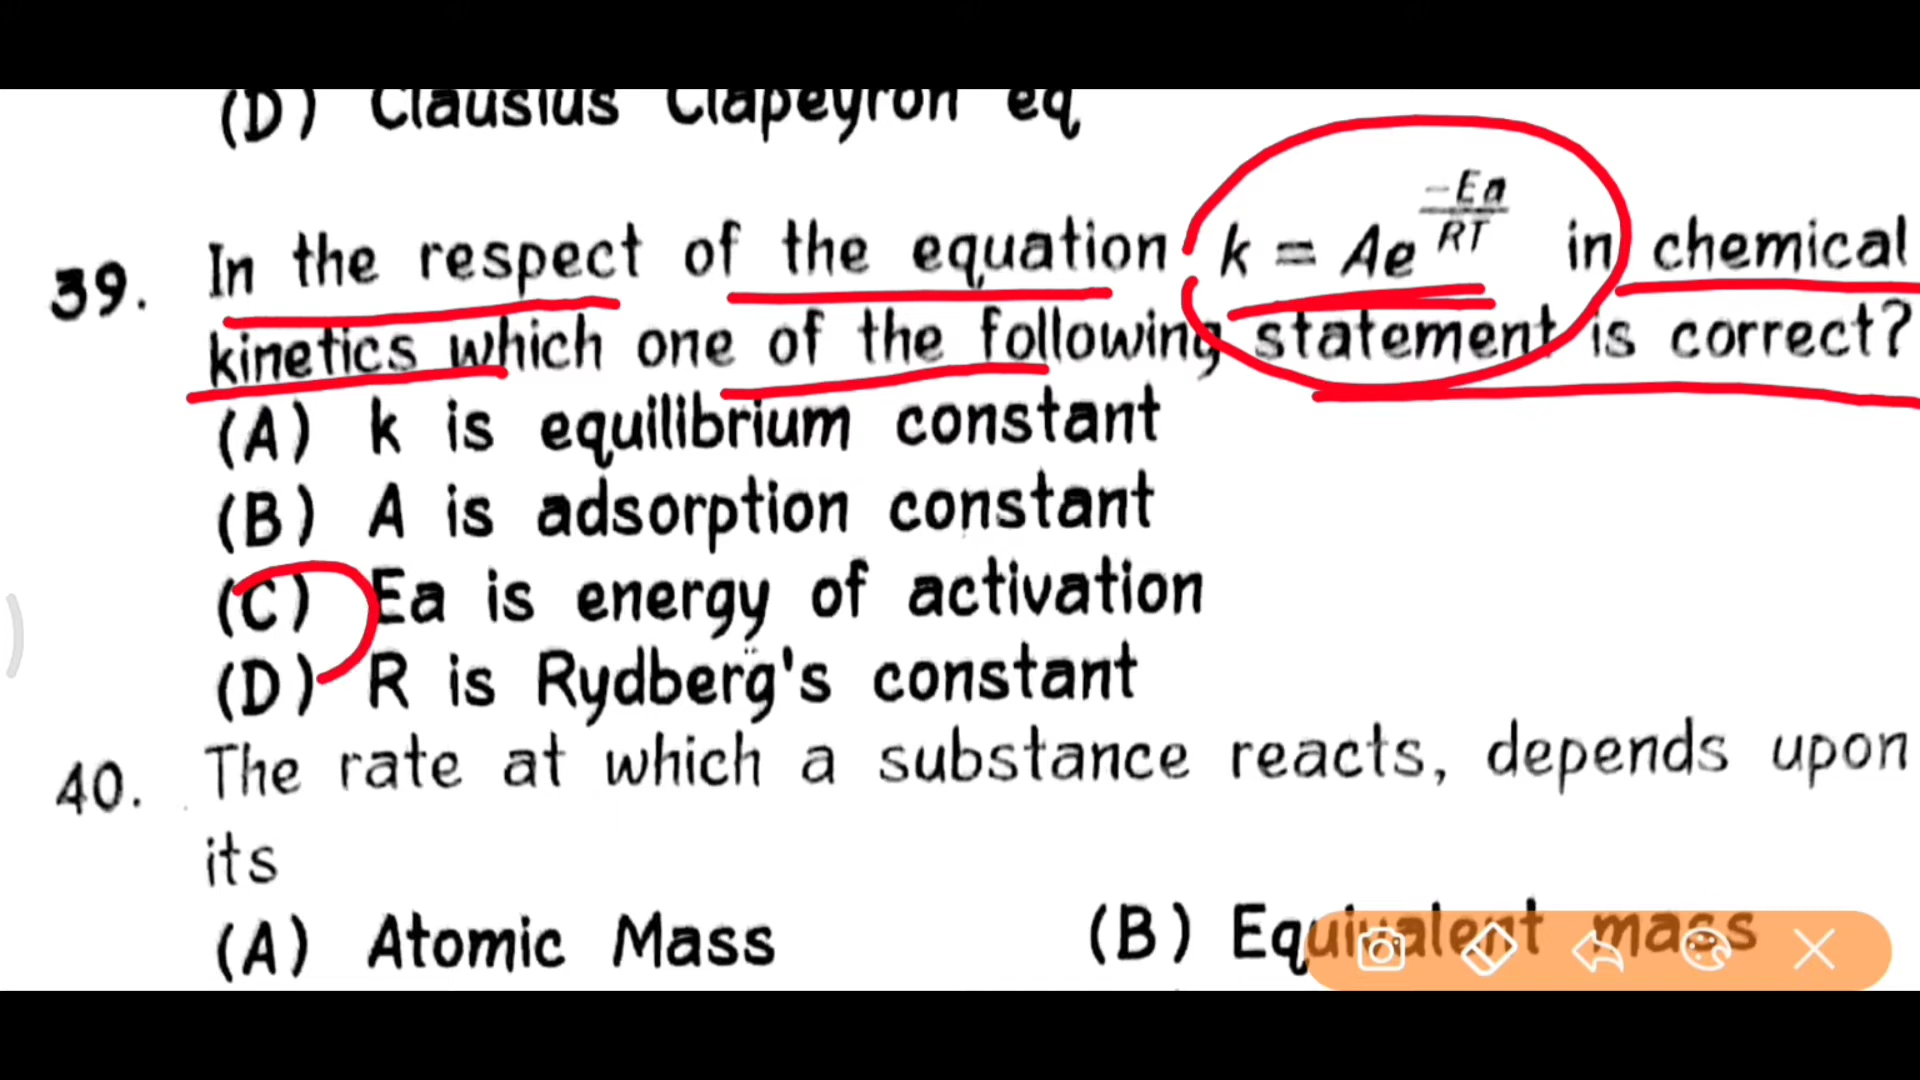 (D) Clausius Clapeyron eq
39. In the respect of the equation k = Ae^{-Ea/RT} in chemical
kinetics which one of the following statement is correct?
(A) k is equilibrium constant
(B) A is adsorption constant
(C) Ea is energy of activation
(D) R is Rydberg's constant
40. The rate at which a substance reacts, depends upon
its
(A) Atomic Mass (B) Equivalent mass